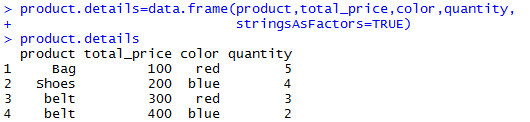 > product.details=data.frame(product,total_price,color,quantity,
+ stringsAsFactors=TRUE)
> product.details
product total_price color quantity
1 Bag 100 red 5
2 Shoes 200 blue 4
3 belt 300 red 3
4 belt 400 blue 2